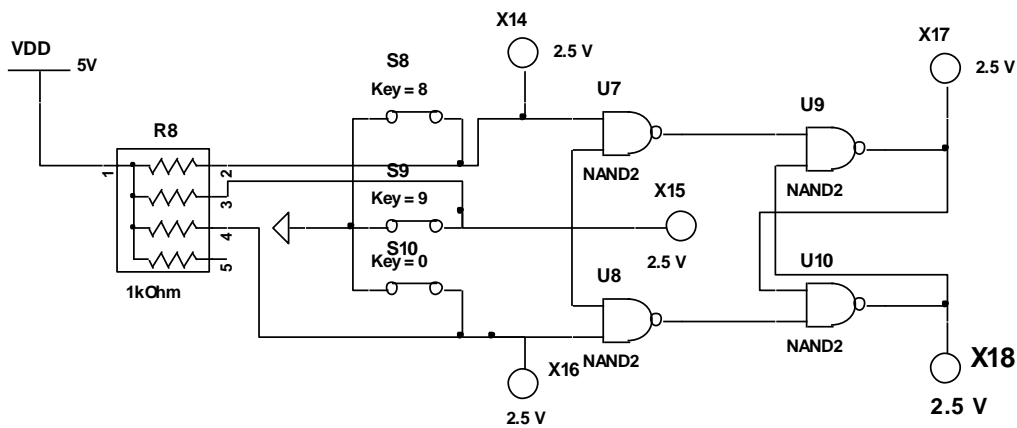 X14
X17
VDD
5V
S8
2.5 V
2.5 V
Key = 8
U7
U9
R8
1
2
S9
NAND2
X15
NAND2
3
Key = 9
4
S10
2.5 V
U10
5
Key = 0
U8
1kOhm
NAND2
NAND2
X16
X18
2.5 V
2.5 V